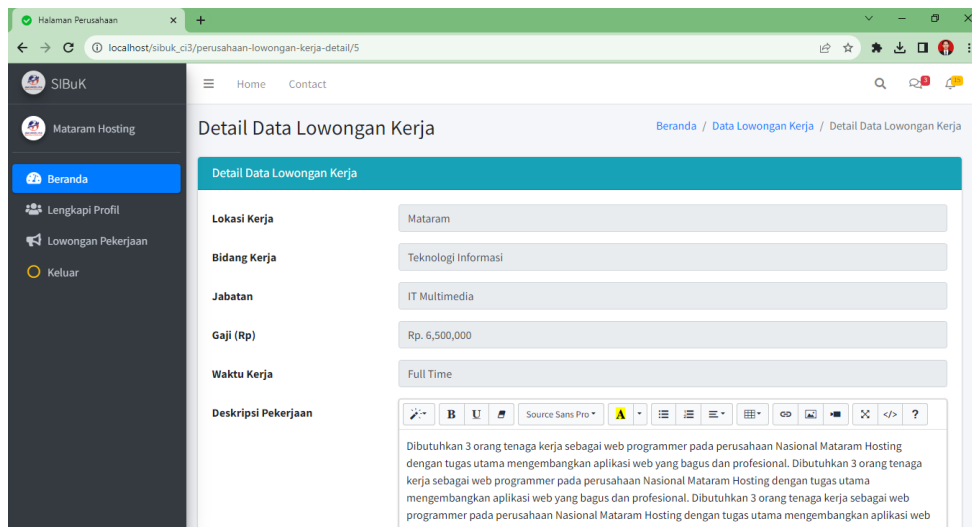 Halaman Perusahaan
localhost/sibuk_ci3/perusahaan-lowongan-kerja-detail/5
SIBuK
Home Contact
3
15
Mataram Hosting
Detail Data Lowongan Kerja
Beranda / Data Lowongan Kerja / Detail Data Lowongan Kerja
Beranda
Lengkapi Profil
Lowongan Pekerjaan
Keluar
Detail Data Lowongan Kerja
Lokasi Kerja
Mataram
Bidang Kerja
Teknologi Informasi
Jabatan
IT Multimedia
Gaji (Rp)
Rp. 6,500,000
Waktu Kerja
Full Time
Deskripsi Pekerjaan
B U Source Sans Pro A </> ?
Dibutuhkan 3 orang tenaga kerja sebagai web programmer pada perusahaan Nasional Mataram Hosting
dengan tugas utama mengembangkan aplikasi web yang bagus dan profesional. Dibutuhkan 3 orang tenaga
kerja sebagai web programmer pada perusahaan Nasional Mataram Hosting dengan tugas utama
mengembangkan aplikasi web yang bagus dan profesional. Dibutuhkan 3 orang tenaga kerja sebagai web
programmer pada perusahaan Nasional Mataram Hosting dengan tugas utama mengembangkan aplikasi web